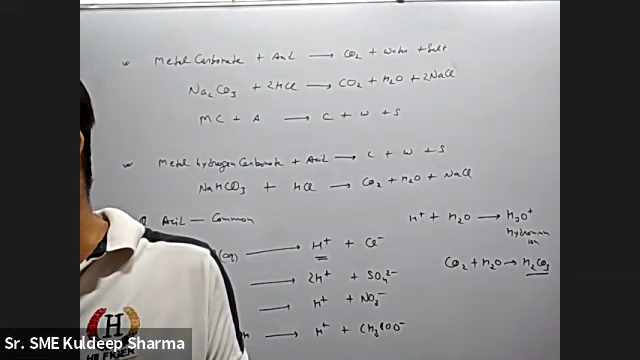 Metal Carbonate + Acid → CO₂ + Water + Salt
Na₂CO₃ + 2HCl → CO₂ + H₂O + 2NaCl
MC + A → C + W + S
Metal hydrogen Carbonate + Acid → C + W + S
NaHCO₃ + HCl → CO₂ + H₂O + NaCl
Acid — Common
(aq) → H⁺ + Cl⁻
→ 2H⁺ + SO₄²⁻
→ H⁺ + NO₃⁻
H → H⁺ + CH₃COO⁻
H⁺ + H₂O → H₃O⁺
hydronium
ion
CO₂ + H₂O → H₂CO₃
H
HILFIGER
Sr. SME Kuldeep Sharma